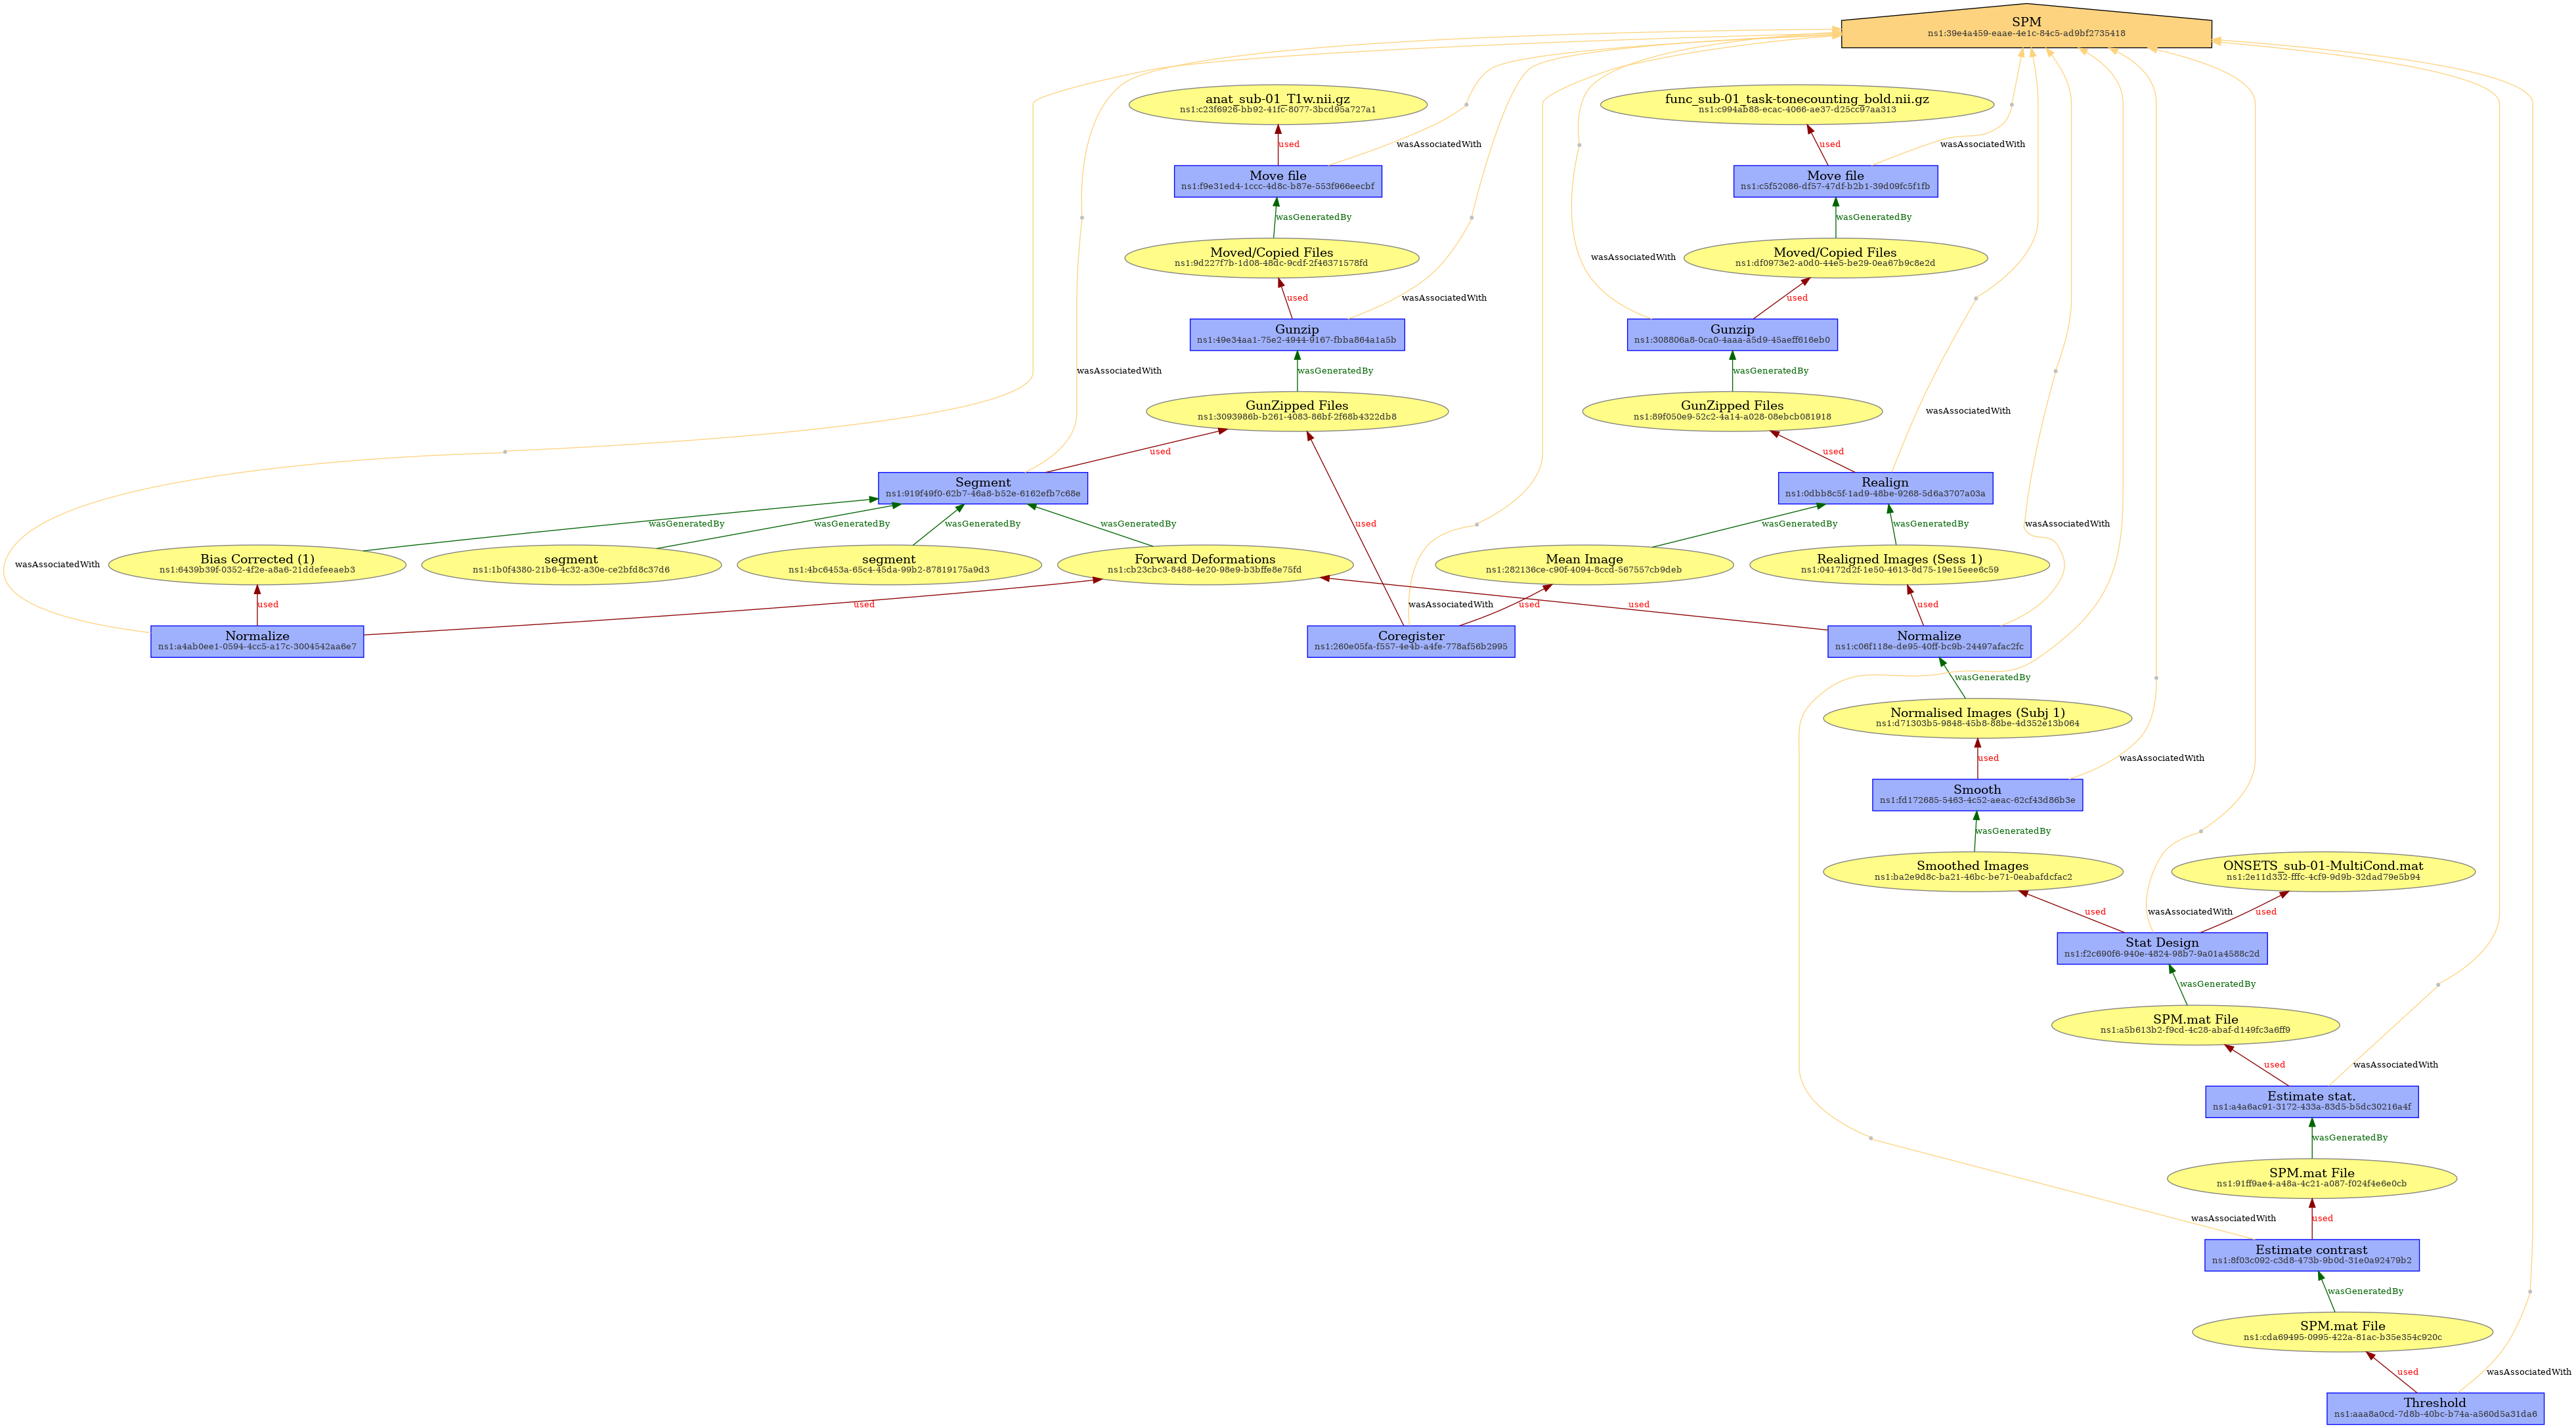 SPM
ns1:39e4a459-eaae-4e1c-84c5-ad9bf2735418
anat_sub-01_T1w.nii.gz
ns1:c23f6926-bb92-41fc-8077-3bcd95a727a1
func_sub-01_task-tonecounting_bold.nii.gz
ns1:c994ab88-ecac-4066-ae37-d25cc97aa313
used
wasAssociatedWith
used
wasAssociatedWith
Move file
ns1:f9e31ed4-1ccc-4d8c-b87e-553f966eecbf
Move file
ns1:c5f52086-df57-47df-b2b1-39d09fc5f1fb
wasGeneratedBy
wasGeneratedBy
Moved/Copied Files
ns1:9d227f7b-1d08-48dc-9cdf-2f46371578fd
wasAssociatedWith
Moved/Copied Files
ns1:df0973e2-a0d0-44e5-be29-0ea67b9c8e2d
used
wasAssociatedWith
used
Gunzip
ns1:49e34aa1-75e2-4944-9167-fbba864a1a5b
Gunzip
ns1:308806a8-0ca0-4aaa-a5d9-45aeff616eb0
wasAssociatedWith
wasGeneratedBy
wasGeneratedBy
GunZipped Files
ns1:3093986b-b261-4083-86bf-2f68b4322db8
GunZipped Files
ns1:89f050e9-52c2-4a14-a028-08ebcb081918
wasAssociatedWith
used
used
Segment
ns1:919f49f0-62b7-46a8-b52e-6162efb7c68e
Realign
ns1:0dbb8c5f-1ad9-48be-9268-5d6a3707a03a
wasGeneratedBy
wasGeneratedBy
wasGeneratedBy
wasGeneratedBy
used
wasGeneratedBy
wasGeneratedBy
wasAssociatedWith
wasAssociatedWith
Bias Corrected (1)
ns1:6439b39f-0352-4f2e-a8a6-21ddefeeaeb3
segment
ns1:1b0f4380-21b6-4c32-a30e-ce2bfd8c37d6
segment
ns1:4bc6453a-65c4-45da-99b2-87819175a9d3
Forward Deformations
ns1:cb23cbc3-8488-4e20-98e9-b3bffe8e75fd
Mean Image
ns1:282136ce-c90f-4094-8ccd-567557cb9deb
Realigned Images (Sess 1)
ns1:04172d2f-1e50-4613-8d75-19e15eee6c59
used
used
wasAssociatedWith
used
used
used
Normalize
ns1:a4ab0ee1-0594-4cc5-a17c-3004542aa6e7
Coregister
ns1:260e05fa-f557-4e4b-a4fe-778af56b2995
Normalize
ns1:c06f118e-de95-40ff-bc9b-24497afac2fc
wasGeneratedBy
Normalised Images (Subj 1)
ns1:d71303b5-9848-45b8-88be-4d352e13b064
used
wasAssociatedWith
Smooth
ns1:fd172685-5463-4c52-aeac-62cf43d86b3e
wasGeneratedBy
Smoothed Images
ns1:ba2e9d8c-ba21-46bc-be71-0eabafdcfac2
ONSETS_sub-01-MultiCond.mat
ns1:2e11d332-fffc-4cf9-9d9b-32dad79e5b94
used
wasAssociatedWith
used
Stat Design
ns1:f2c690f6-940e-4824-98b7-9a01a4588c2d
wasGeneratedBy
SPM.mat File
ns1:a5b613b2-f9cd-4c28-abaf-d149fc3a6ff9
used
wasAssociatedWith
Estimate stat.
ns1:a4a6ac91-3172-433a-83d5-b5dc30216a4f
wasGeneratedBy
SPM.mat File
ns1:91ff9ae4-a48a-4c21-a087-f024f4e6e0cb
wasAssociatedWith
used
Estimate contrast
ns1:8f03c092-c3d8-473b-9b0d-31e0a92479b2
wasGeneratedBy
SPM.mat File
ns1:cda69495-0995-422a-81ac-b35e354c920c
used
wasAssociatedWith
Threshold
ns1:aaa8a0cd-7d8b-40bc-b74a-a560d5a31da6